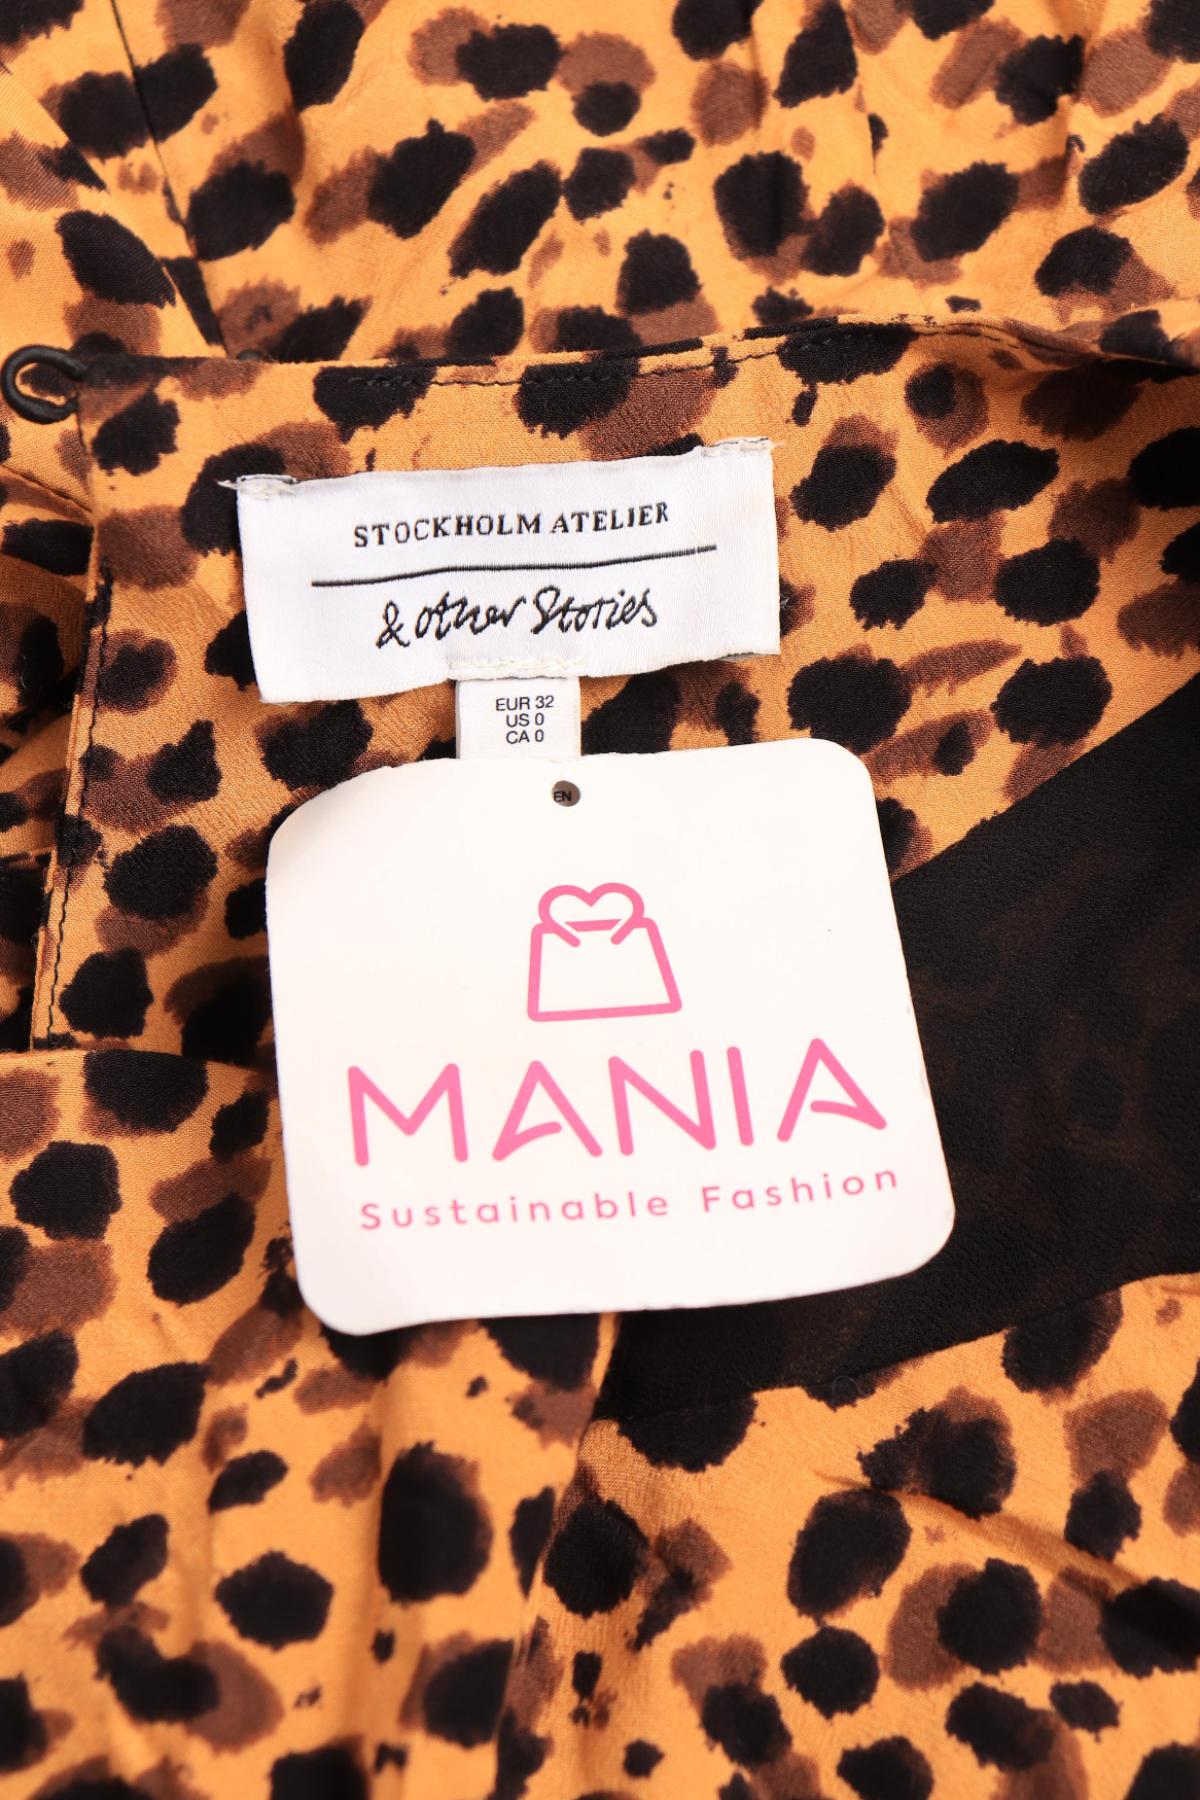 STOCKHOLM ATELIER
& other Stories
EUR 32
US 0
CA 0
EN
MANIA
Sustainable Fashion